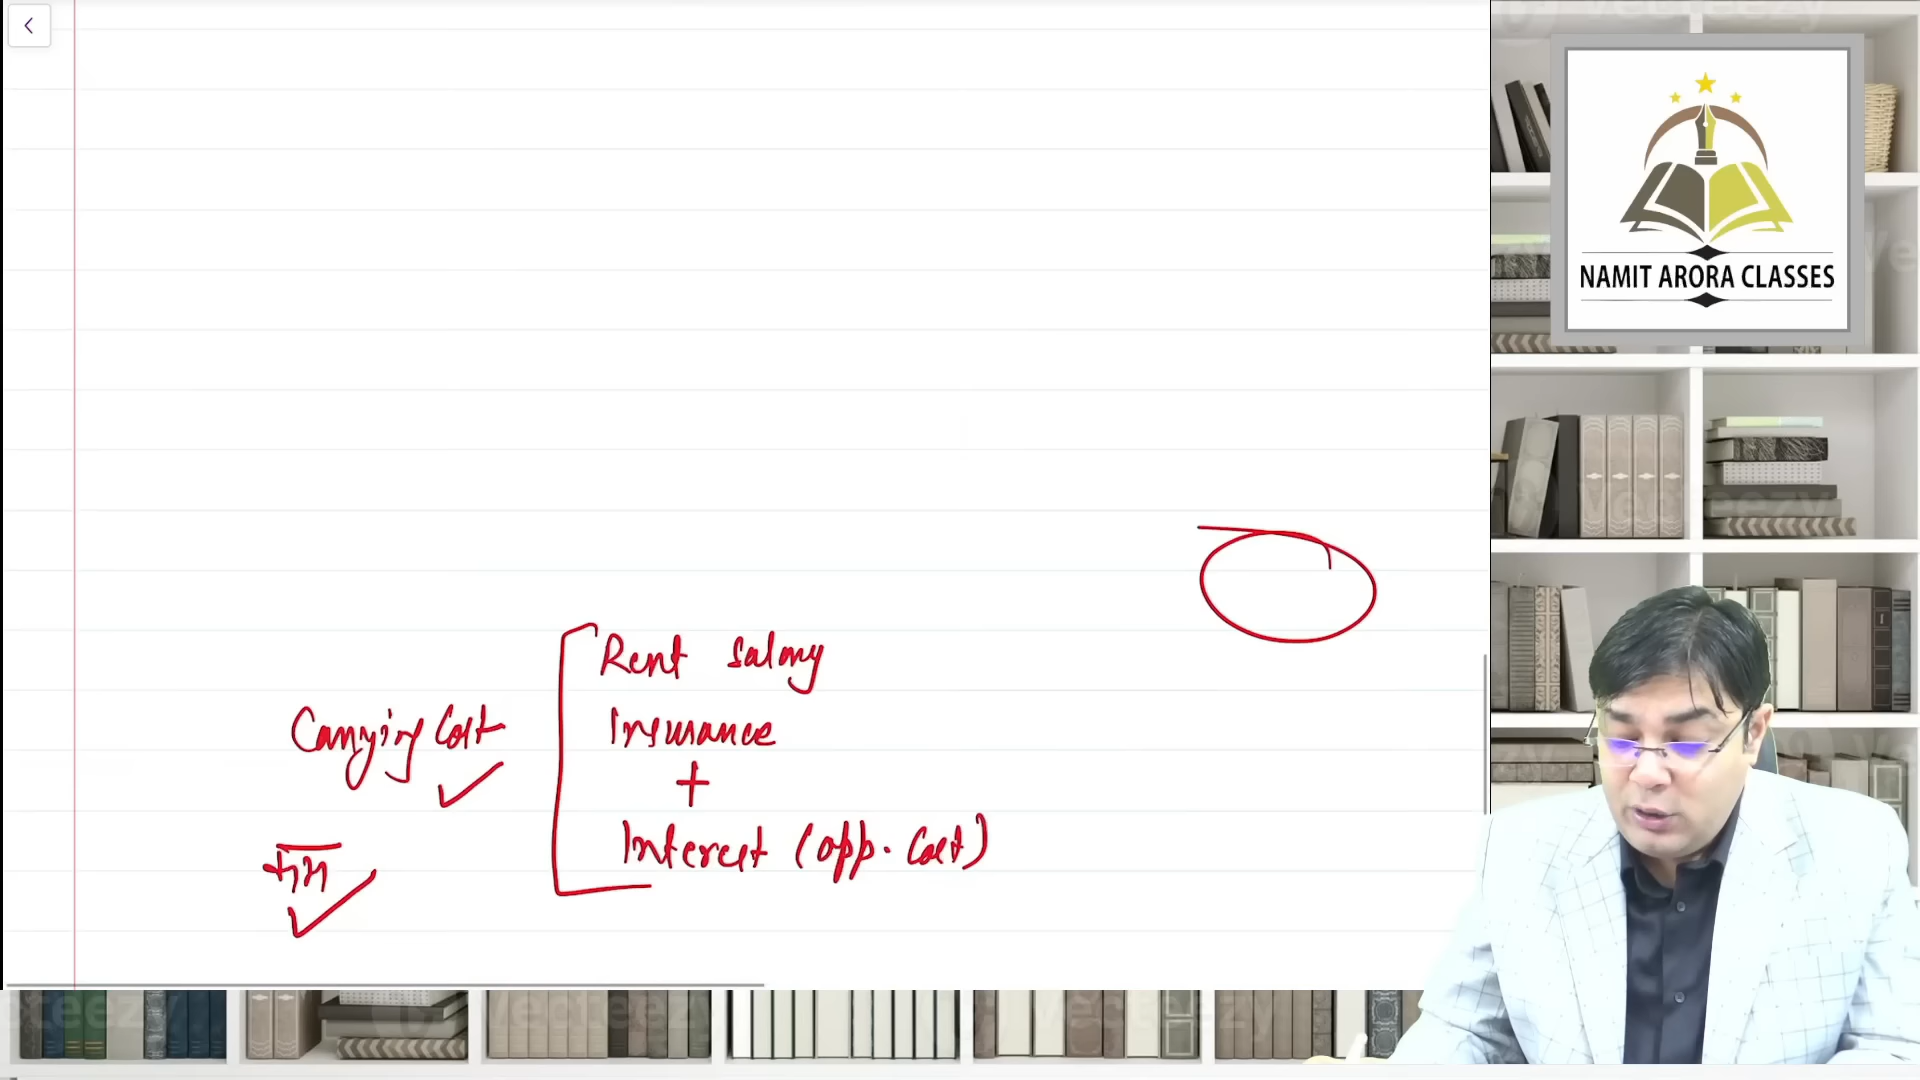 NAMIT ARORA CLASSES
Rent Salary
Carrying Cost
Insurance
+
Interest (opp. Cost)